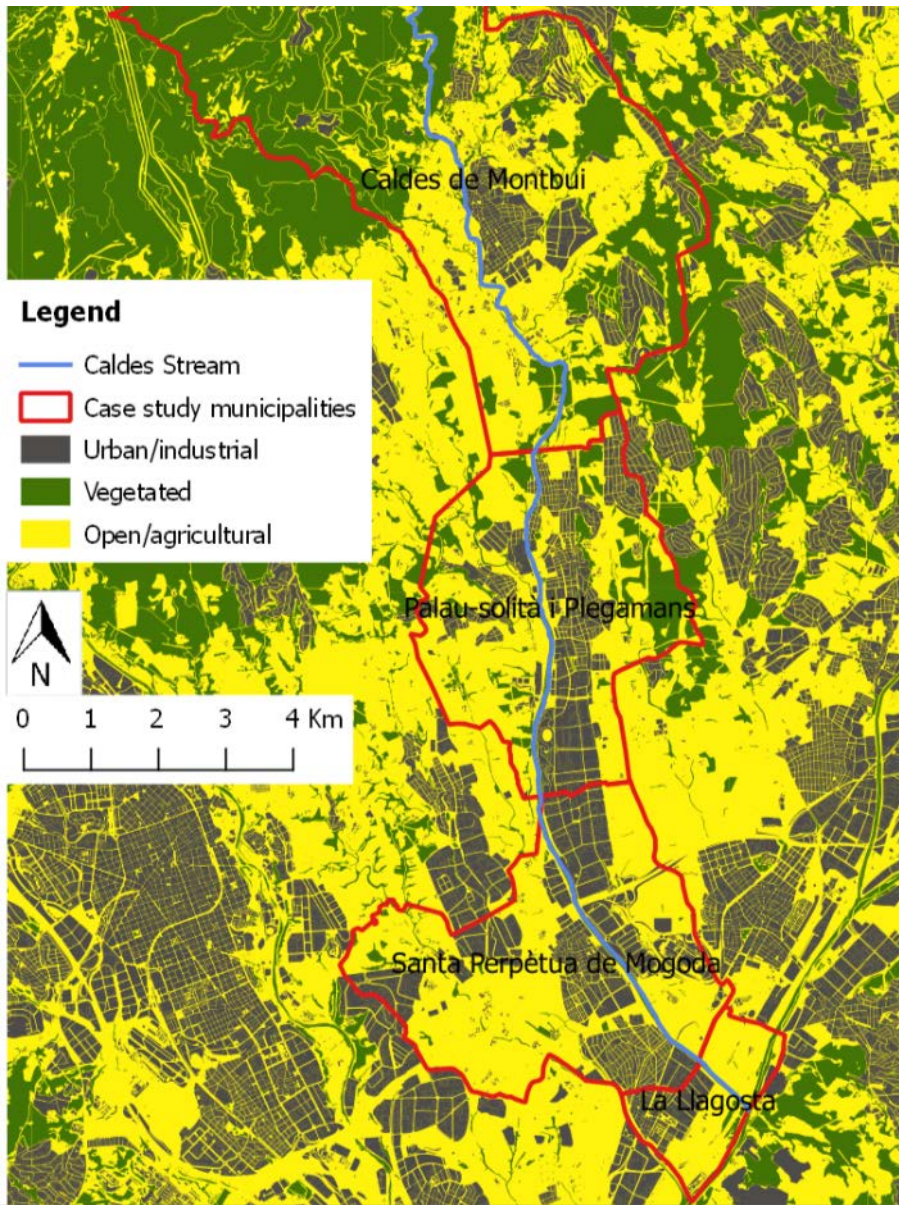 Caldes de Montbui
Legend
Caldes Stream
Case study municipalities
Urban/industrial
Vegetated
Open/agricultural
Palau-solità i Plegamans
N
0 1 2 3 4 Km
Santa Perpètua de Mogoda
La Llagosta